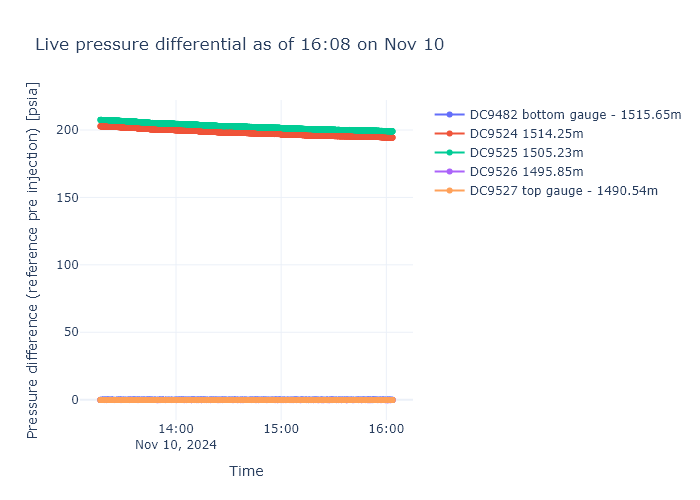 Live pressure differential as of 16:08 on Nov 10
Pressure difference (reference pre injection) [psia]
200
150
100
50
0
14:00
Nov 10, 2024
15:00
16:00
Time
DC9482 bottom gauge - 1515.65m
DC9524 1514.25m
DC9525 1505.23m
DC9526 1495.85m
DC9527 top gauge - 1490.54m